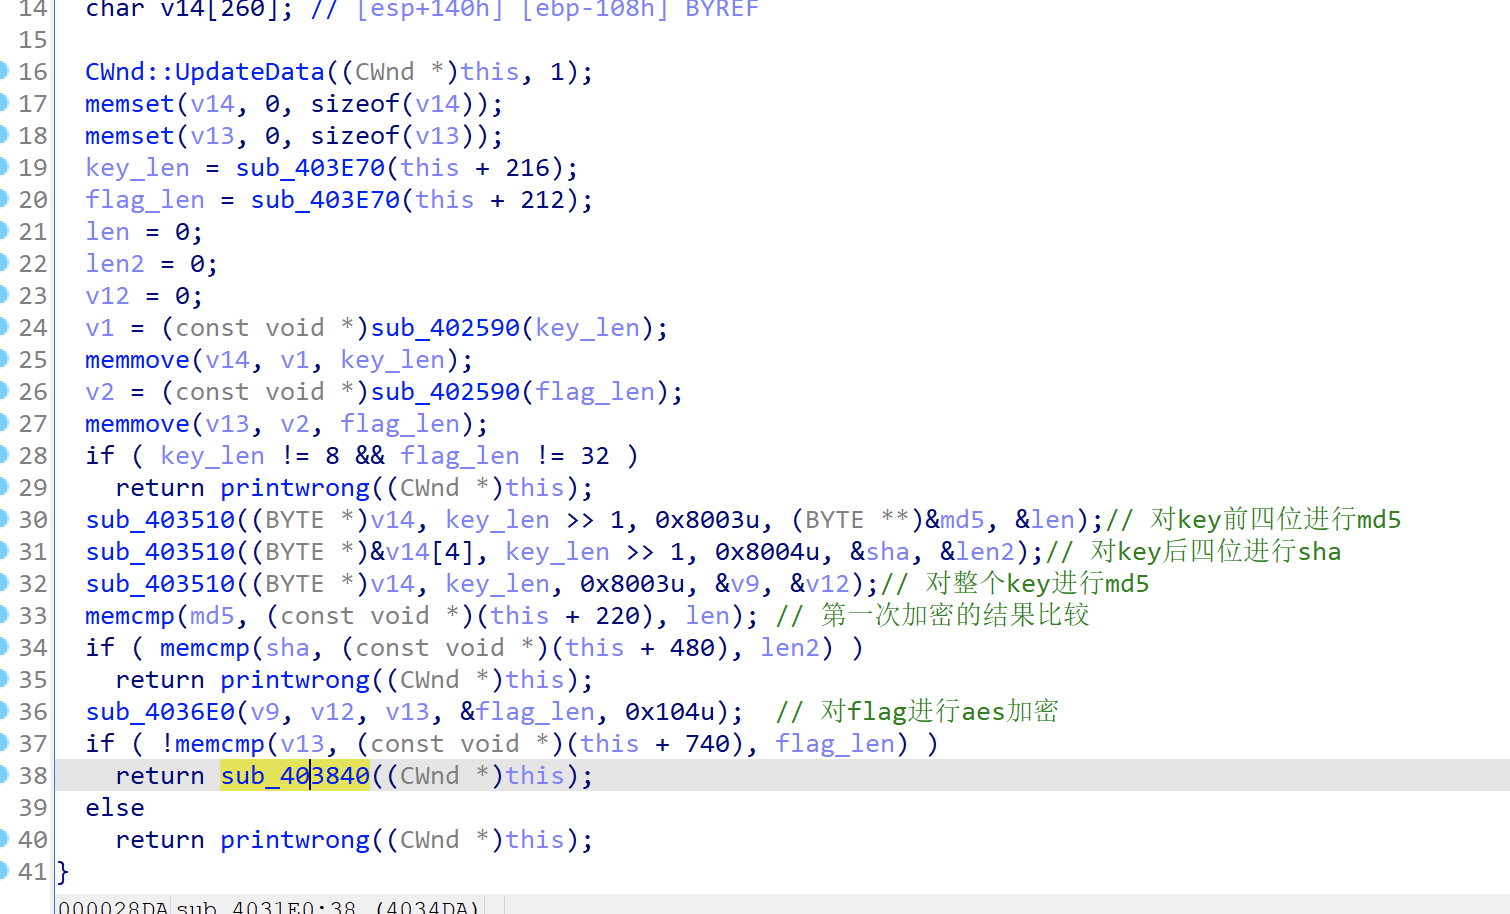 14 char v14[260]; // [esp+140h] [ebp-108h] BYREF
15
16 CWnd::UpdateData((CWnd *)this, 1);
17 memset(v14, 0, sizeof(v14));
18 memset(v13, 0, sizeof(v13));
19 key_len = sub_403E70(this + 216);
20 flag_len = sub_403E70(this + 212);
21 len = 0;
22 len2 = 0;
23 v12 = 0;
24 v1 = (const void *)sub_402590(key_len);
25 memmove(v14, v1, key_len);
26 v2 = (const void *)sub_402590(flag_len);
27 memmove(v13, v2, flag_len);
28 if ( key_len != 8 && flag_len != 32 )
29 return printwrong((CWnd *)this);
30 sub_403510((BYTE *)v14, key_len >> 1, 0x8003u, (BYTE **)&md5, &len);// 对key前四位进行md5
31 sub_403510((BYTE *)&v14[4], key_len >> 1, 0x8004u, &sha, &len2);// 对key后四位进行sha
32 sub_403510((BYTE *)v14, key_len, 0x8003u, &v9, &v12);// 对整个key进行md5
33 memcmp(md5, (const void *)(this + 220), len); // 第一次加密的结果比较
34 if ( memcmp(sha, (const void *)(this + 480), len2) )
35 return printwrong((CWnd *)this);
36 sub_4036E0(v9, v12, v13, &flag_len, 0x104u); // 对flag进行aes加密
37 if ( !memcmp(v13, (const void *)(this + 740), flag_len) )
38 return sub_403840((CWnd *)this);
39 else
40 return printwrong((CWnd *)this);
41 }
000028DA sub_4031E0:38 (4034DA)